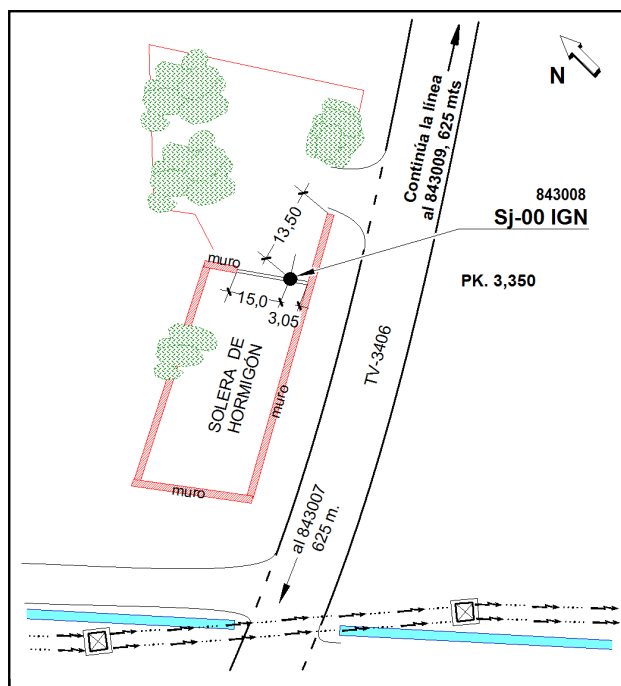 N
Continúa la línea
al 843009, 625 mts
843008
Sj-00 IGN
PK. 3,350
13,50
muro
15,0
3,05
TV-3406
SOLERA DE
HORMIGÓN
muro
muro
al 843007
625 m.